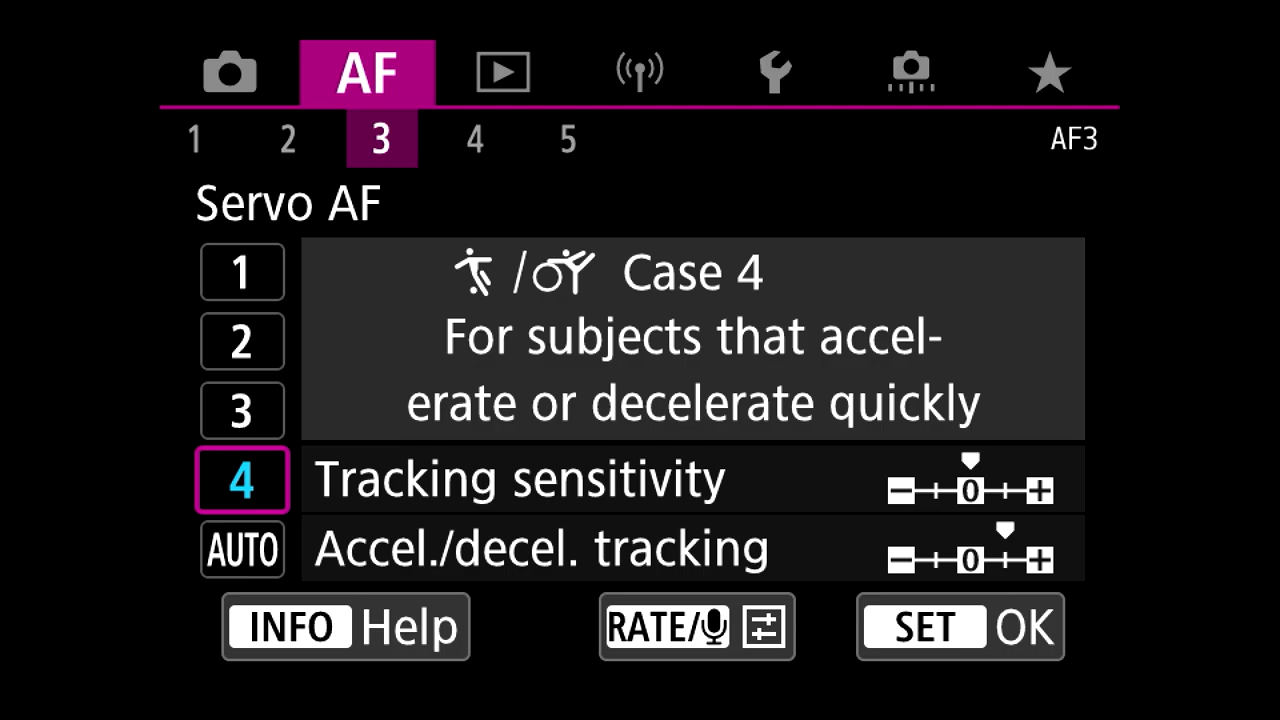 AF
1 2 3 4 5 AF3
Servo AF
1 / Case 4
2 For subjects that accel-
3 erate or decelerate quickly
4 Tracking sensitivity - 0 +
AUTO Accel./decel. tracking - 0 +
INFO Help RATE/ SET OK